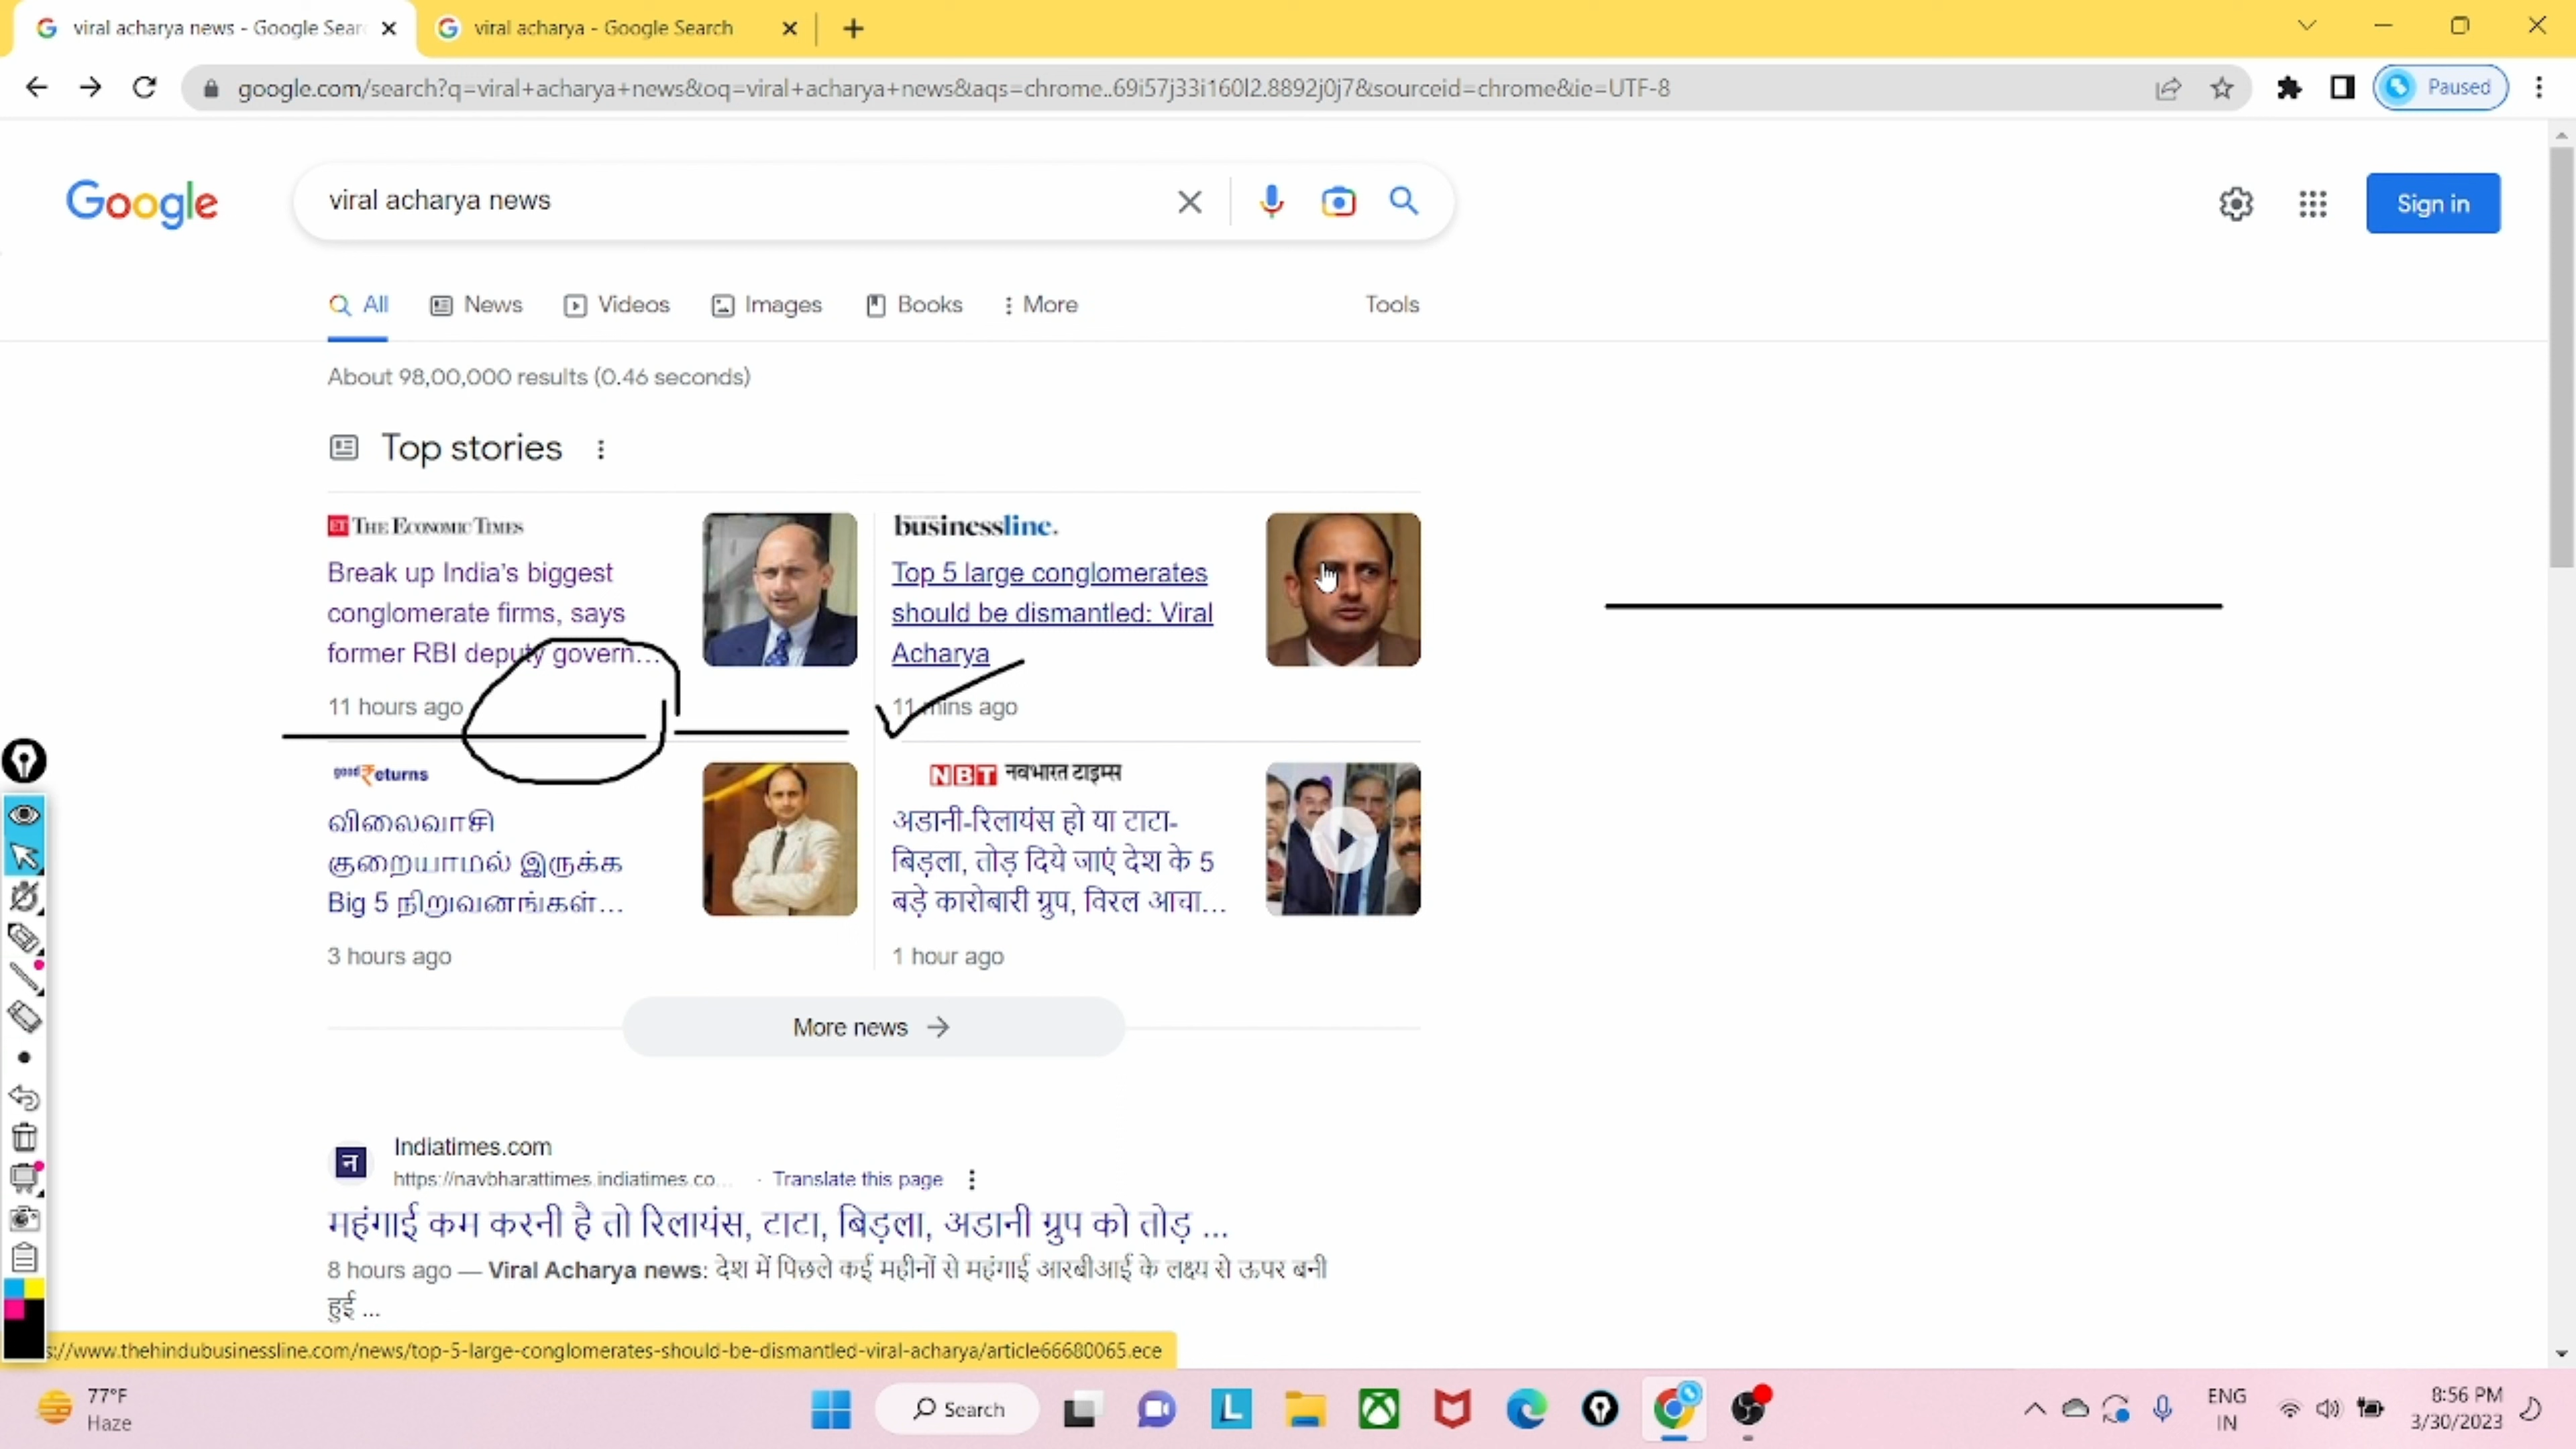 viral acharya news - Google Sear
viral acharya - Google Search
google.com/search?q=viral+acharya+news&oq=viral+acharya+news&aqs=chrome..69i57j33i160l2.8892j0j7&sourceid=chrome&ie=UTF-8
Paused
Google
viral acharya news
Sign in
All
News
Videos
Images
Books
More
Tools
About 98,00,000 results (0.46 seconds)
Top stories
ET THE ECONOMIC TIMES
Break up India's biggest
conglomerate firms, says
former RBI deputy govern...
11 hours ago
businessline.
Top 5 large conglomerates
should be dismantled: Viral
Acharya
11 mins ago
good₹eturns
விலைவாசி
குறையாமல் இருக்க
Big 5 நிறுவனங்கள்...
3 hours ago
NBT नवभारत टाइम्स
अडानी-रिलायंस हो या टाटा-
बिड़ला, तोड़ दिये जाएं देश के 5
बड़े कारोबारी ग्रुप, विरल आचा...
1 hour ago
More news
न
Indiatimes.com
https://navbharattimes.indiatimes.co... · Translate this page
महंगाई कम करनी है तो रिलायंस, टाटा, बिड़ला, अडानी ग्रुप को तोड़ ...
8 hours ago — Viral Acharya news: देश में पिछले कई महीनों से महंगाई आरबीआई के लक्ष्य से ऊपर बनी
हुई ...
s://www.thehindubusinessline.com/news/top-5-large-conglomerates-should-be-dismantled-viral-acharya/article66680065.ece
77°F
Haze
Search
L
ENG
IN
8:56 PM
3/30/2023